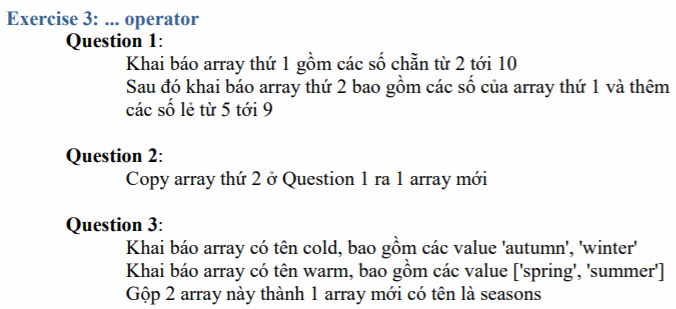 Exercise 3: ... operator
Question 1:
Khai báo array thứ 1 gồm các số chẵn từ 2 tới 10
Sau đó khai báo array thứ 2 bao gồm các số của array thứ 1 và thêm
các số lẻ từ 5 tới 9
Question 2:
Copy array thứ 2 ở Question 1 ra 1 array mới
Question 3:
Khai báo array có tên cold, bao gồm các value 'autumn', 'winter'
Khai báo array có tên warm, bao gồm các value ['spring', 'summer']
Gộp 2 array này thành 1 array mới có tên là seasons